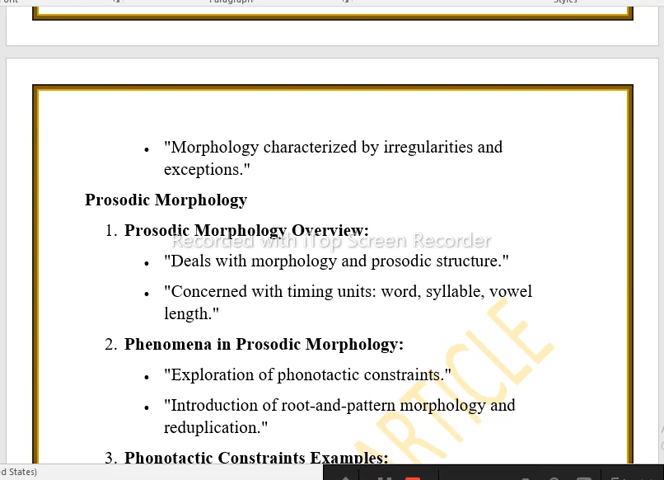 Paragraph
Styles
• "Morphology characterized by irregularities and
exceptions."
Prosodic Morphology
1. Prosodic Morphology Overview:
Recorded with iTop Screen Recorder
• "Deals with morphology and prosodic structure."
• "Concerned with timing units: word, syllable, vowel
length."
2. Phenomena in Prosodic Morphology:
• "Exploration of phonotactic constraints."
• "Introduction of root-and-pattern morphology and
reduplication."
ARTICLE
3. Phonotactic Constraints Examples:
States)